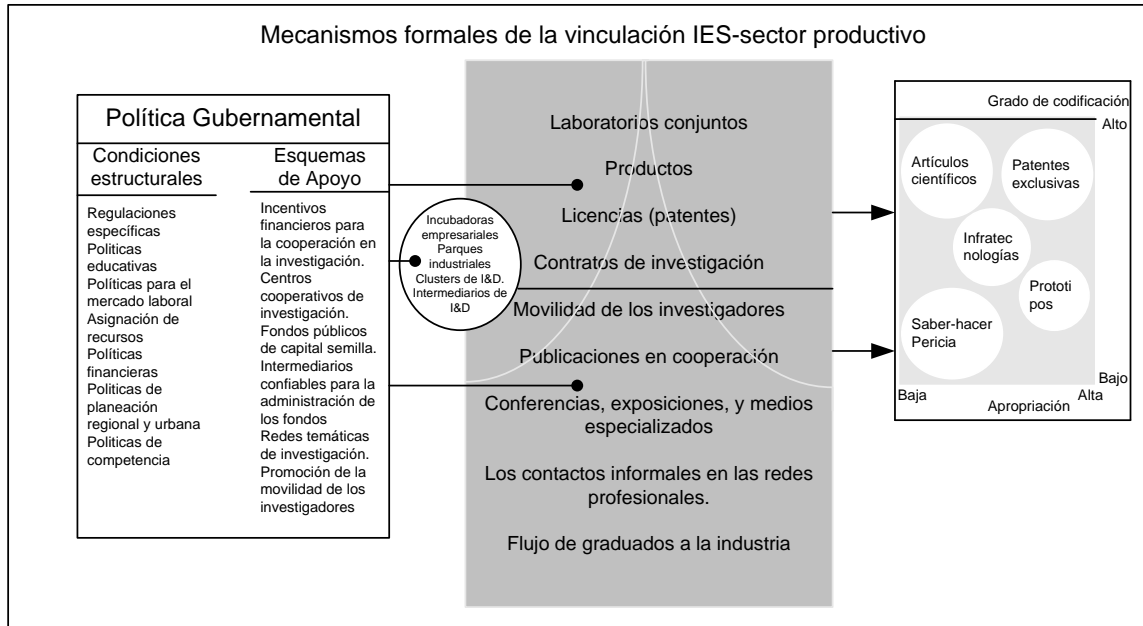 Mecanismos formales de la vinculación IES-sector productivo
Política Gubernamental
Condiciones
estructurales
Regulaciones
específicas
Politicas
educativas
Políticas para el
mercado laboral
Asignación de
recursos
Políticas
financieras
Politicas de
planeación
regional y urbana
Politicas de
competencia
Esquemas
de Apoyo
Incentivos
financieros para
la cooperación en
la investigación.
Centros
cooperativos de
investigación.
Fondos públicos
de capital semilla.
Intermediarios
confiables para la
administración de
los fondos
Redes temáticas
de investigación.
Promoción de la
movilidad de los
investigadores
Incubadoras
empresariales
Parques
industriales
Clusters de I&D.
Intermediarios de
I&D
Laboratorios conjuntos
Productos
Licencias (patentes)
Contratos de investigación
Movilidad de los investigadores
Publicaciones en cooperación
Conferencias, exposiciones, y medios
especializados
Los contactos informales en las redes
profesionales.
Flujo de graduados a la industria
Grado de codificación
Alto
Artículos
científicos
Patentes
exclusivas
Infratec
nologías
Prototi
pos
Saber-hacer
Pericia
Bajo
Baja
Alta
Apropiación